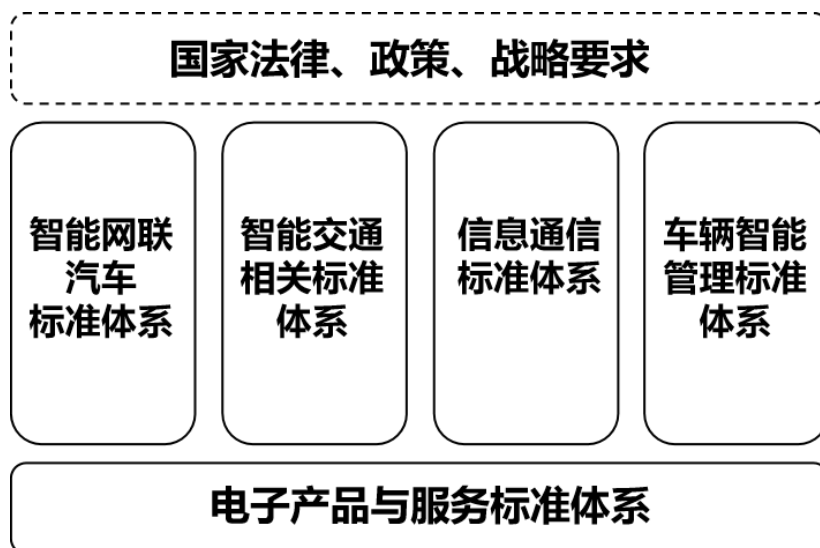 国家法律、政策、战略要求
智能网联
汽车
标准体系
智能交通
相关标准
体系
信息通信
标准体系
车辆智能
管理标准
体系
电子产品与服务标准体系